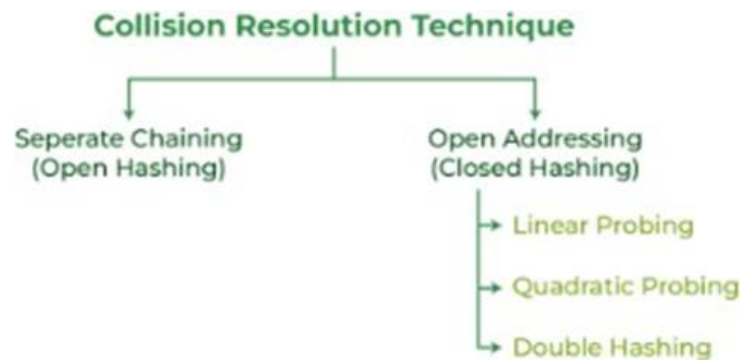 Collision Resolution Technique
Seperate Chaining
(Open Hashing)
Open Addressing
(Closed Hashing)
Linear Probing
Quadratic Probing
Double Hashing